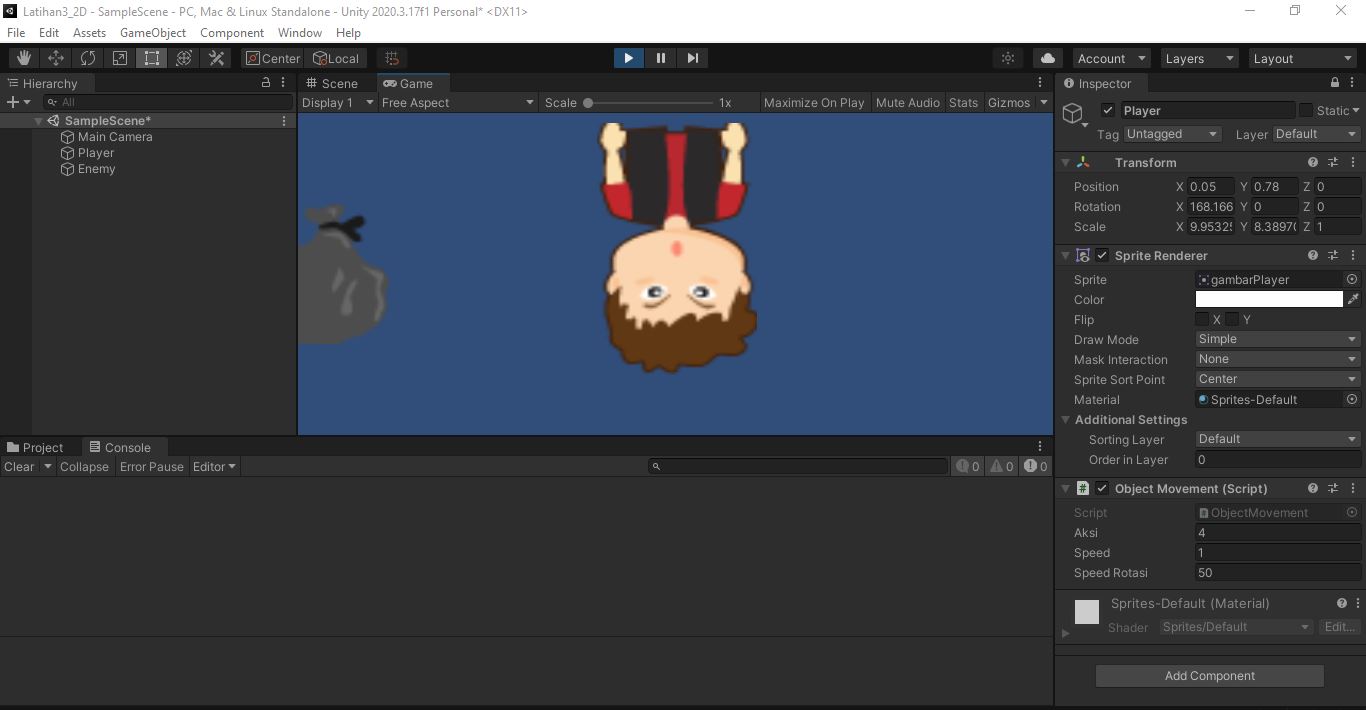 Latihan3_2D - SampleScene - PC, Mac & Linux Standalone - Unity 2020.3.17f1 Personal* <DX11>
File Edit Assets GameObject Component Window Help
Center Local Account Layers Layout
Hierarchy
All
SampleScene*
Main Camera
Player
Enemy
Scene Game
Display 1 Free Aspect Scale 1x Maximize On Play Mute Audio Stats Gizmos
Project Console
Clear Collapse Error Pause Editor 0 0 0
Inspector
Player Static
Tag Untagged Layer Default
Transform
Position X 0.05 Y 0.78 Z 0
Rotation X 168.166 Y 0 Z 0
Scale X 9.9532 Y 8.3897 Z 1
Sprite Renderer
Sprite gambarPlayer
Color
Flip X Y
Draw Mode Simple
Mask Interaction None
Sprite Sort Point Center
Material Sprites-Default
Additional Settings
Sorting Layer Default
Order in Layer 0
# Object Movement (Script)
Script # ObjectMovement
Aksi 4
Speed 1
Speed Rotasi 50
Sprites-Default (Material)
Shader Sprites/Default Edit...
Add Component